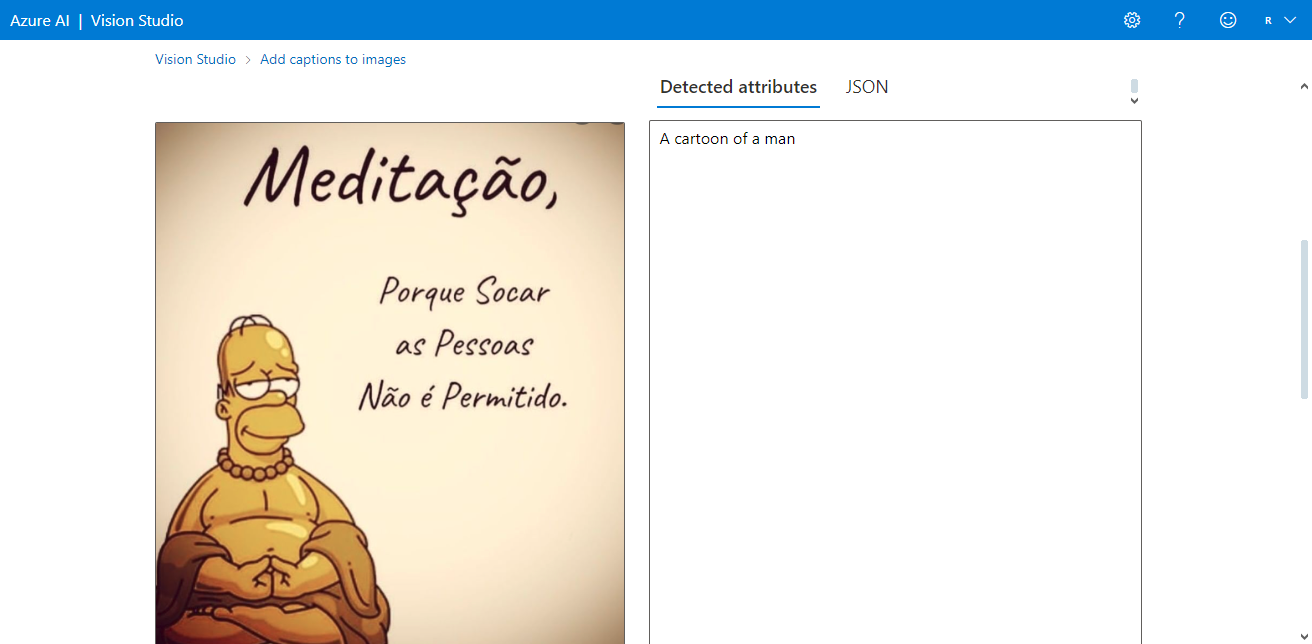 Azure AI | Vision Studio
R
Vision Studio > Add captions to images
Detected attributes JSON
Meditação,
Porque Socar
as Pessoas
Não é Permitido.
A cartoon of a man